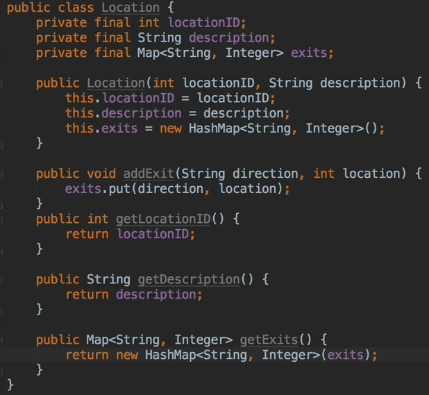 public class Location {
    private final int locationID;
    private final String description;
    private final Map<String, Integer> exits;

    public Location(int locationID, String description) {
        this.locationID = locationID;
        this.description = description;
        this.exits = new HashMap<String, Integer>();
    }

    public void addExit(String direction, int location) {
        exits.put(direction, location);
    }
    public int getLocationID() {
        return locationID;
    }

    public String getDescription() {
        return description;
    }

    public Map<String, Integer> getExits() {
        return new HashMap<String, Integer>(exits);
    }
}